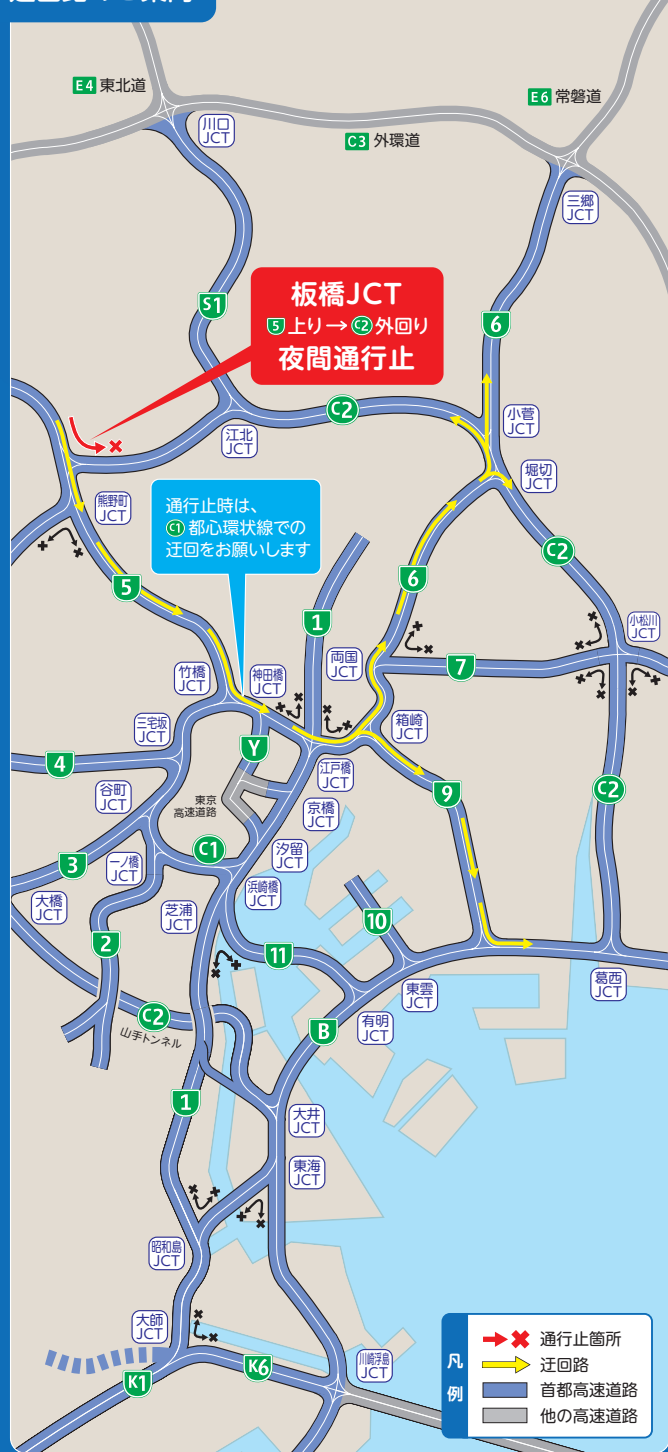 E4 東北道
E6 常磐道
川口
JCT
C3 外環道
三郷
JCT
S1
板橋JCT
5 上り→C2 外回り
夜間通行止
6
C2
小菅
JCT
江北
JCT
堀切
JCT
熊野町
JCT
通行止時は、
C1 都心環状線での
迂回をお願いします
C2
5
6
1
小松川
JCT
両国
JCT
7
竹橋
JCT
神田橋
JCT
三宅坂
JCT
箱崎
JCT
Y
4
江戸橋
JCT
谷町
JCT
東京
高速道路
京橋
JCT
9
C2
C1
汐留
JCT
3
一ノ橋
JCT
浜崎橋
JCT
大橋
JCT
芝浦
JCT
10
2
11
葛西
JCT
東雲
JCT
C2
山手トンネル
有明
JCT
B
1
大井
JCT
東海
JCT
昭和島
JCT
大師
JCT
川崎浮島
JCT
K6
K1
凡
例
通行止箇所
迂回路
首都高速道路
他の高速道路